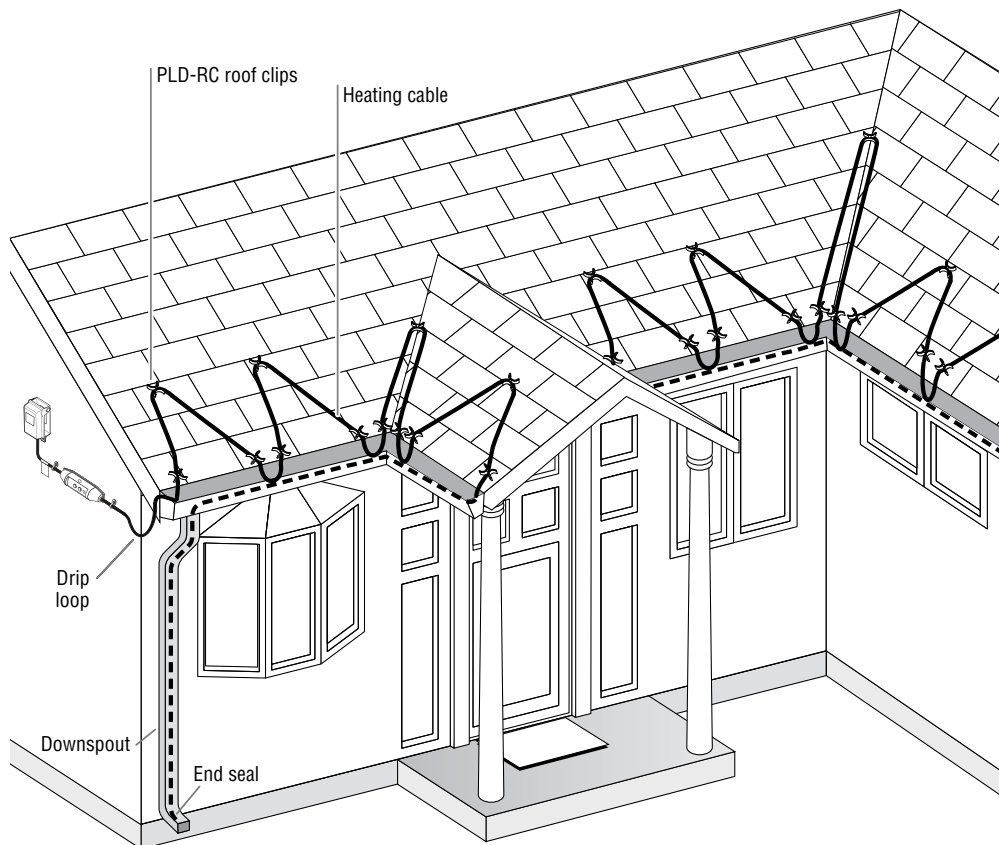 PLD-RC roof clips
Heating cable
Drip
loop
Downspout
End seal